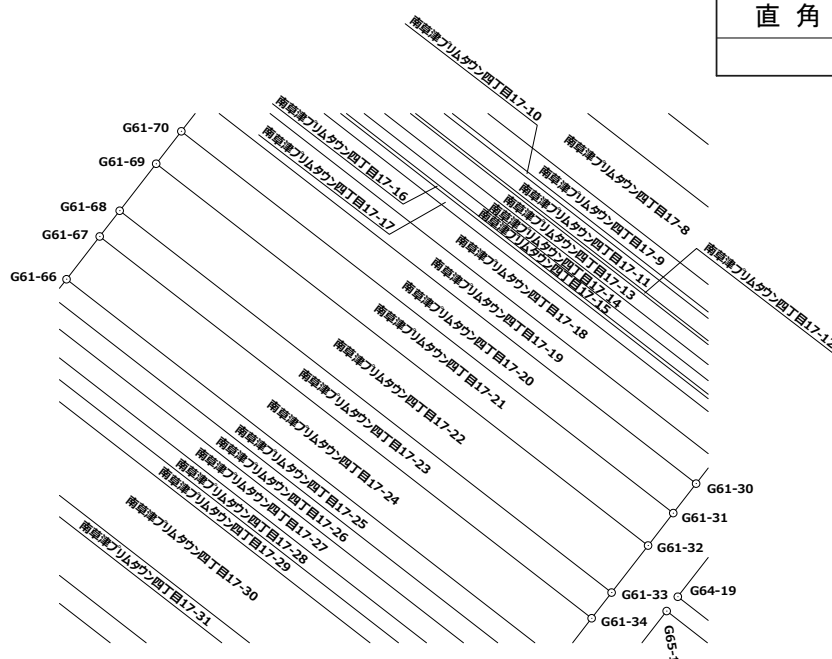 直 角
南草津プリムタウン四丁目17-10
G61-70
南草津プリムタウン四丁目17-16
G61-69
南草津プリムタウン四丁目17-17
南草津プリムタウン四丁目17-8
南草津プリムタウン四丁目17-9
南草津プリムタウン四丁目17-11
南草津プリムタウン四丁目17-13
南草津プリムタウン四丁目17-14
南草津プリムタウン四丁目17-15
南草津プリムタウン四丁目17-12
G61-68
G61-67
G61-66
南草津プリムタウン四丁目17-18
南草津プリムタウン四丁目17-19
南草津プリムタウン四丁目17-20
南草津プリムタウン四丁目17-21
南草津プリムタウン四丁目17-22
南草津プリムタウン四丁目17-23
南草津プリムタウン四丁目17-24
南草津プリムタウン四丁目17-25
南草津プリムタウン四丁目17-26
南草津プリムタウン四丁目17-27
南草津プリムタウン四丁目17-28
南草津プリムタウン四丁目17-29
南草津プリムタウン四丁目17-30
南草津プリムタウン四丁目17-31
G61-30
G61-31
G61-32
G61-33
G61-34
G64-19